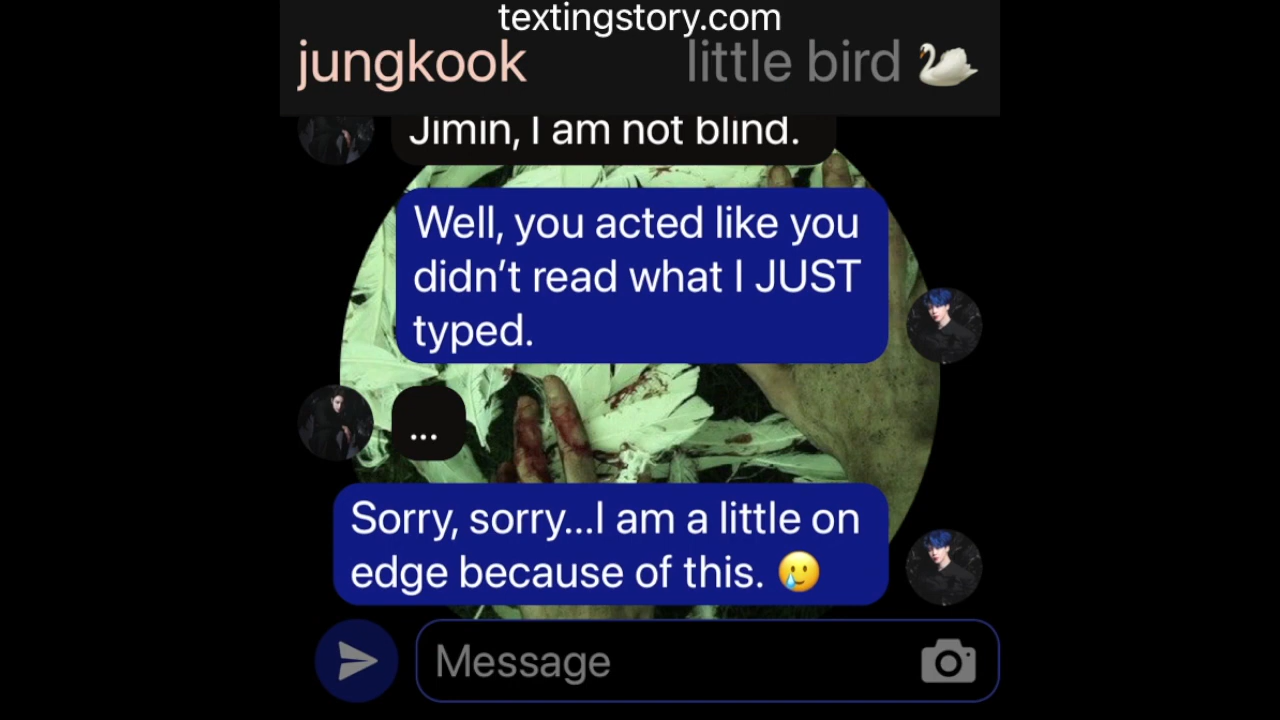 textingstory.com
jungkook little bird 🦢
Jimin, I am not blind.
Well, you acted like you
didn't read what I JUST
typed.
...
Sorry, sorry...I am a little on
edge because of this. 🥲
Message